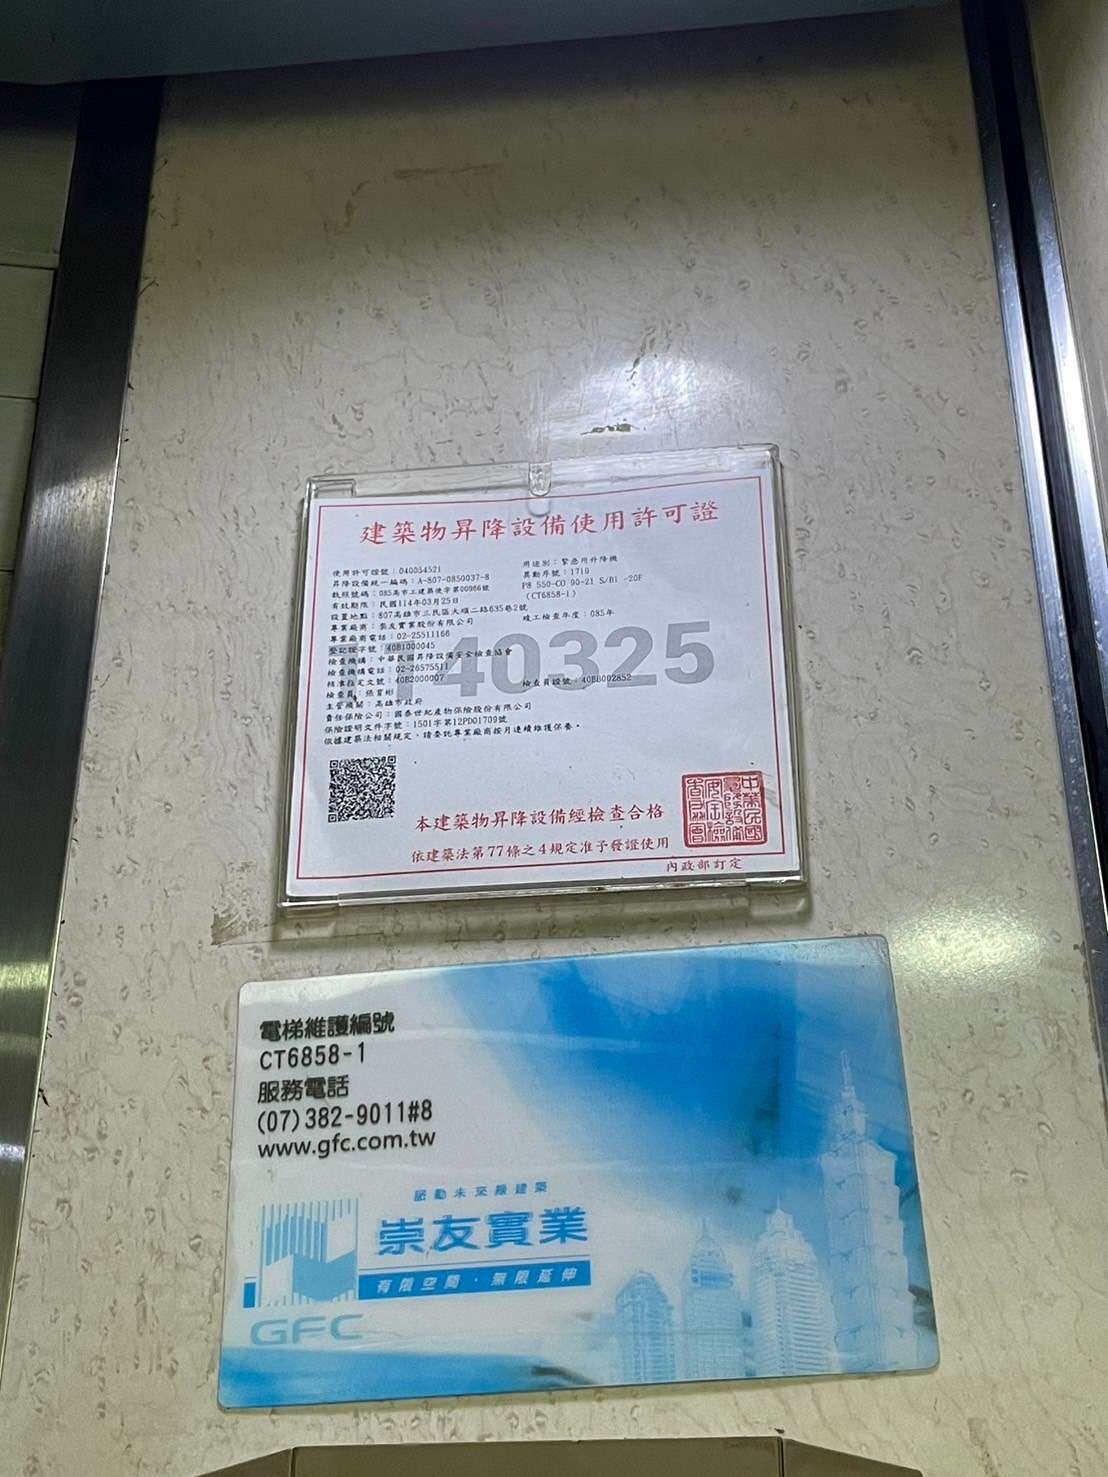 建築物昇降設備使用許可證
使用許可證號：040054521
用途別：緊急用升降機
昇降設備統一編碼：A-807-0850037-8
異動序號：1710
執照號碼：085高市工建築使字第00986號
P8 550-CO 90-21 S/B1 -20F
(CT6858-1)
有效期限：民國114年03月25日
設置地點：807高雄市三民區大順二路635巷2號
竣工檢查年度：085年
專業廠商：崇友實業股份有限公司
專業廠商電話：02-25511166
登記證字號：40B1000045
檢查機構：中華民國昇降設備安全檢查協會
檢查機構電話：02-26575511
核准指定文號：40B2000007
檢查員證號：40BB002852
檢查員：張育彬
主管機關：高雄市政府
責任保險公司：國泰世紀產物保險股份有限公司
保險證明文件字號：1501字第12PD01709號
依據建築法相關規定，請委託專業廠商按月連續維護保養。
140325
本建築物昇降設備經檢查合格
依建築法第77條之4規定准予發證使用
內政部訂定
電梯維護編號
CT6858-1
服務電話
(07)382-9011#8
www.gfc.com.tw
崇友實業
有限空間・無限延伸
GFC